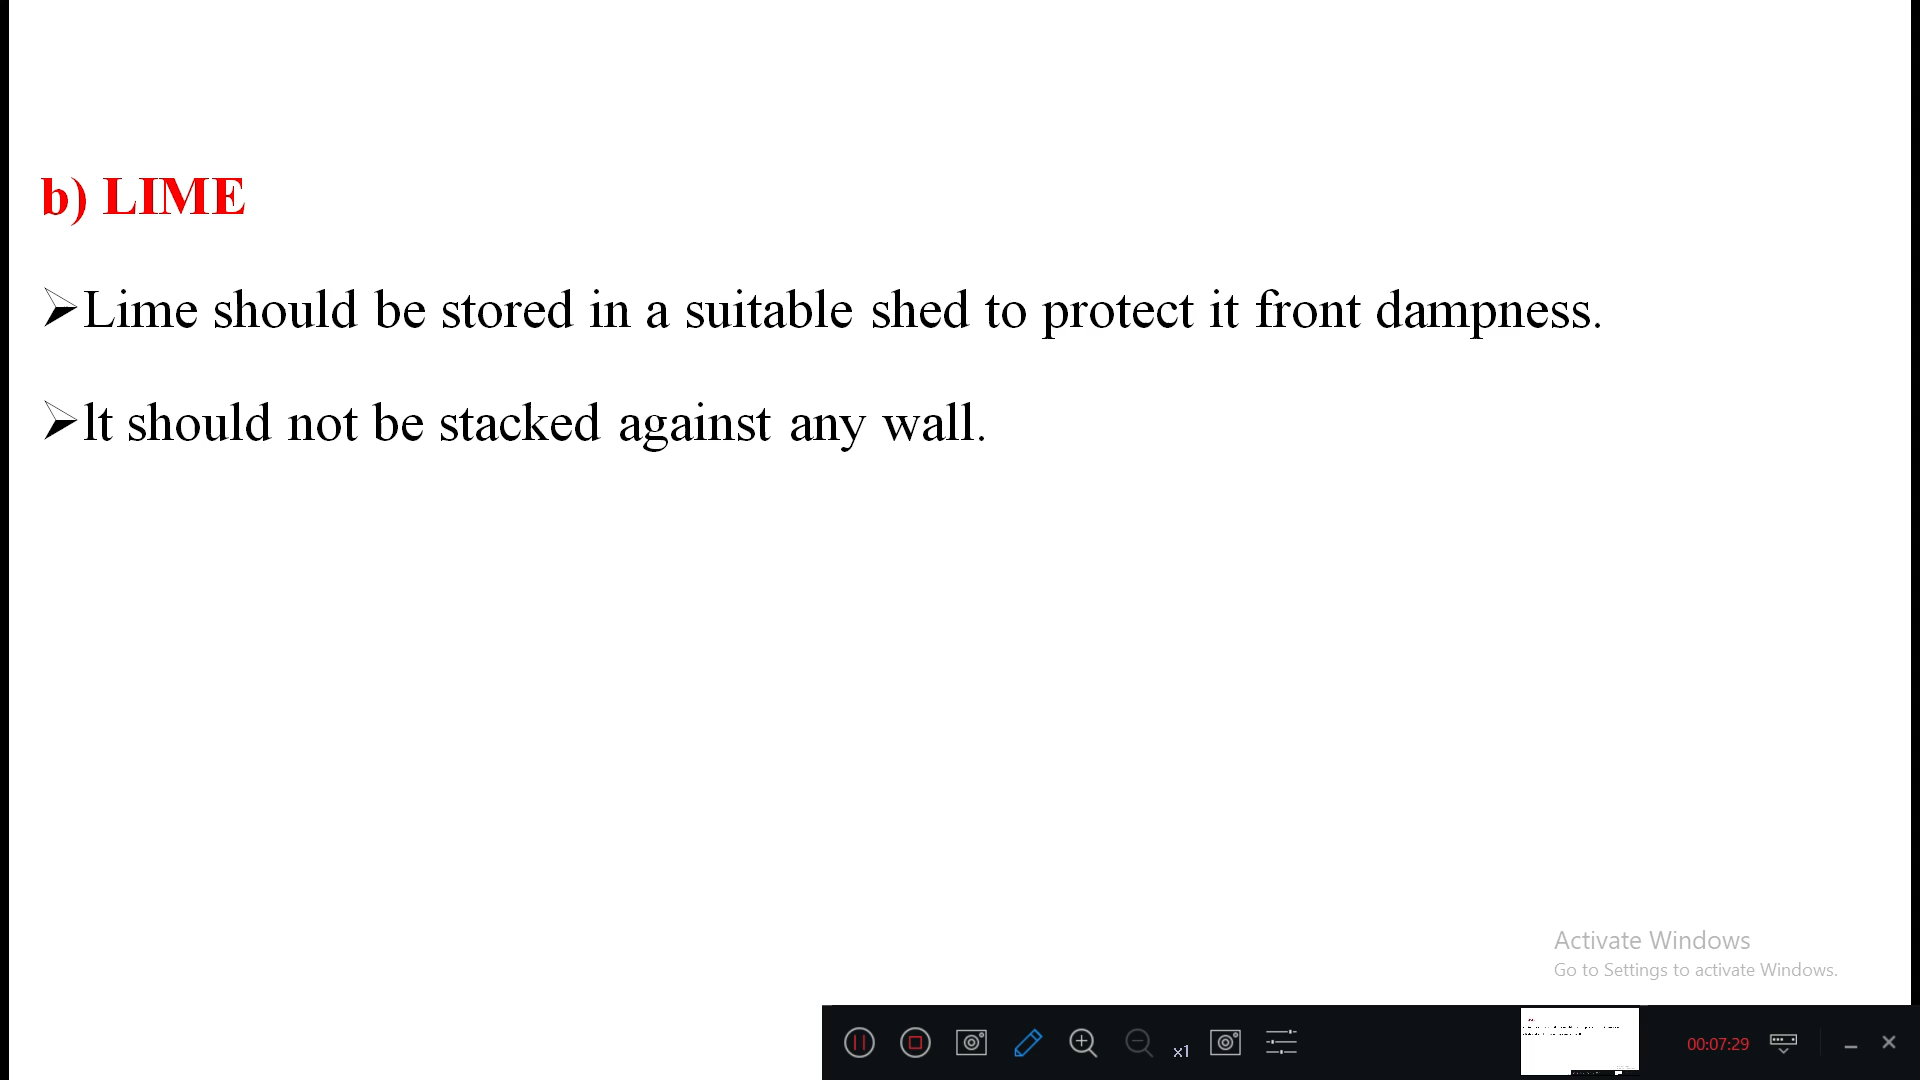 b) LIME
➢Lime should be stored in a suitable shed to protect it front dampness.
➢lt should not be stacked against any wall.
Activate Windows
Go to Settings to activate Windows.
x1
00:07:29